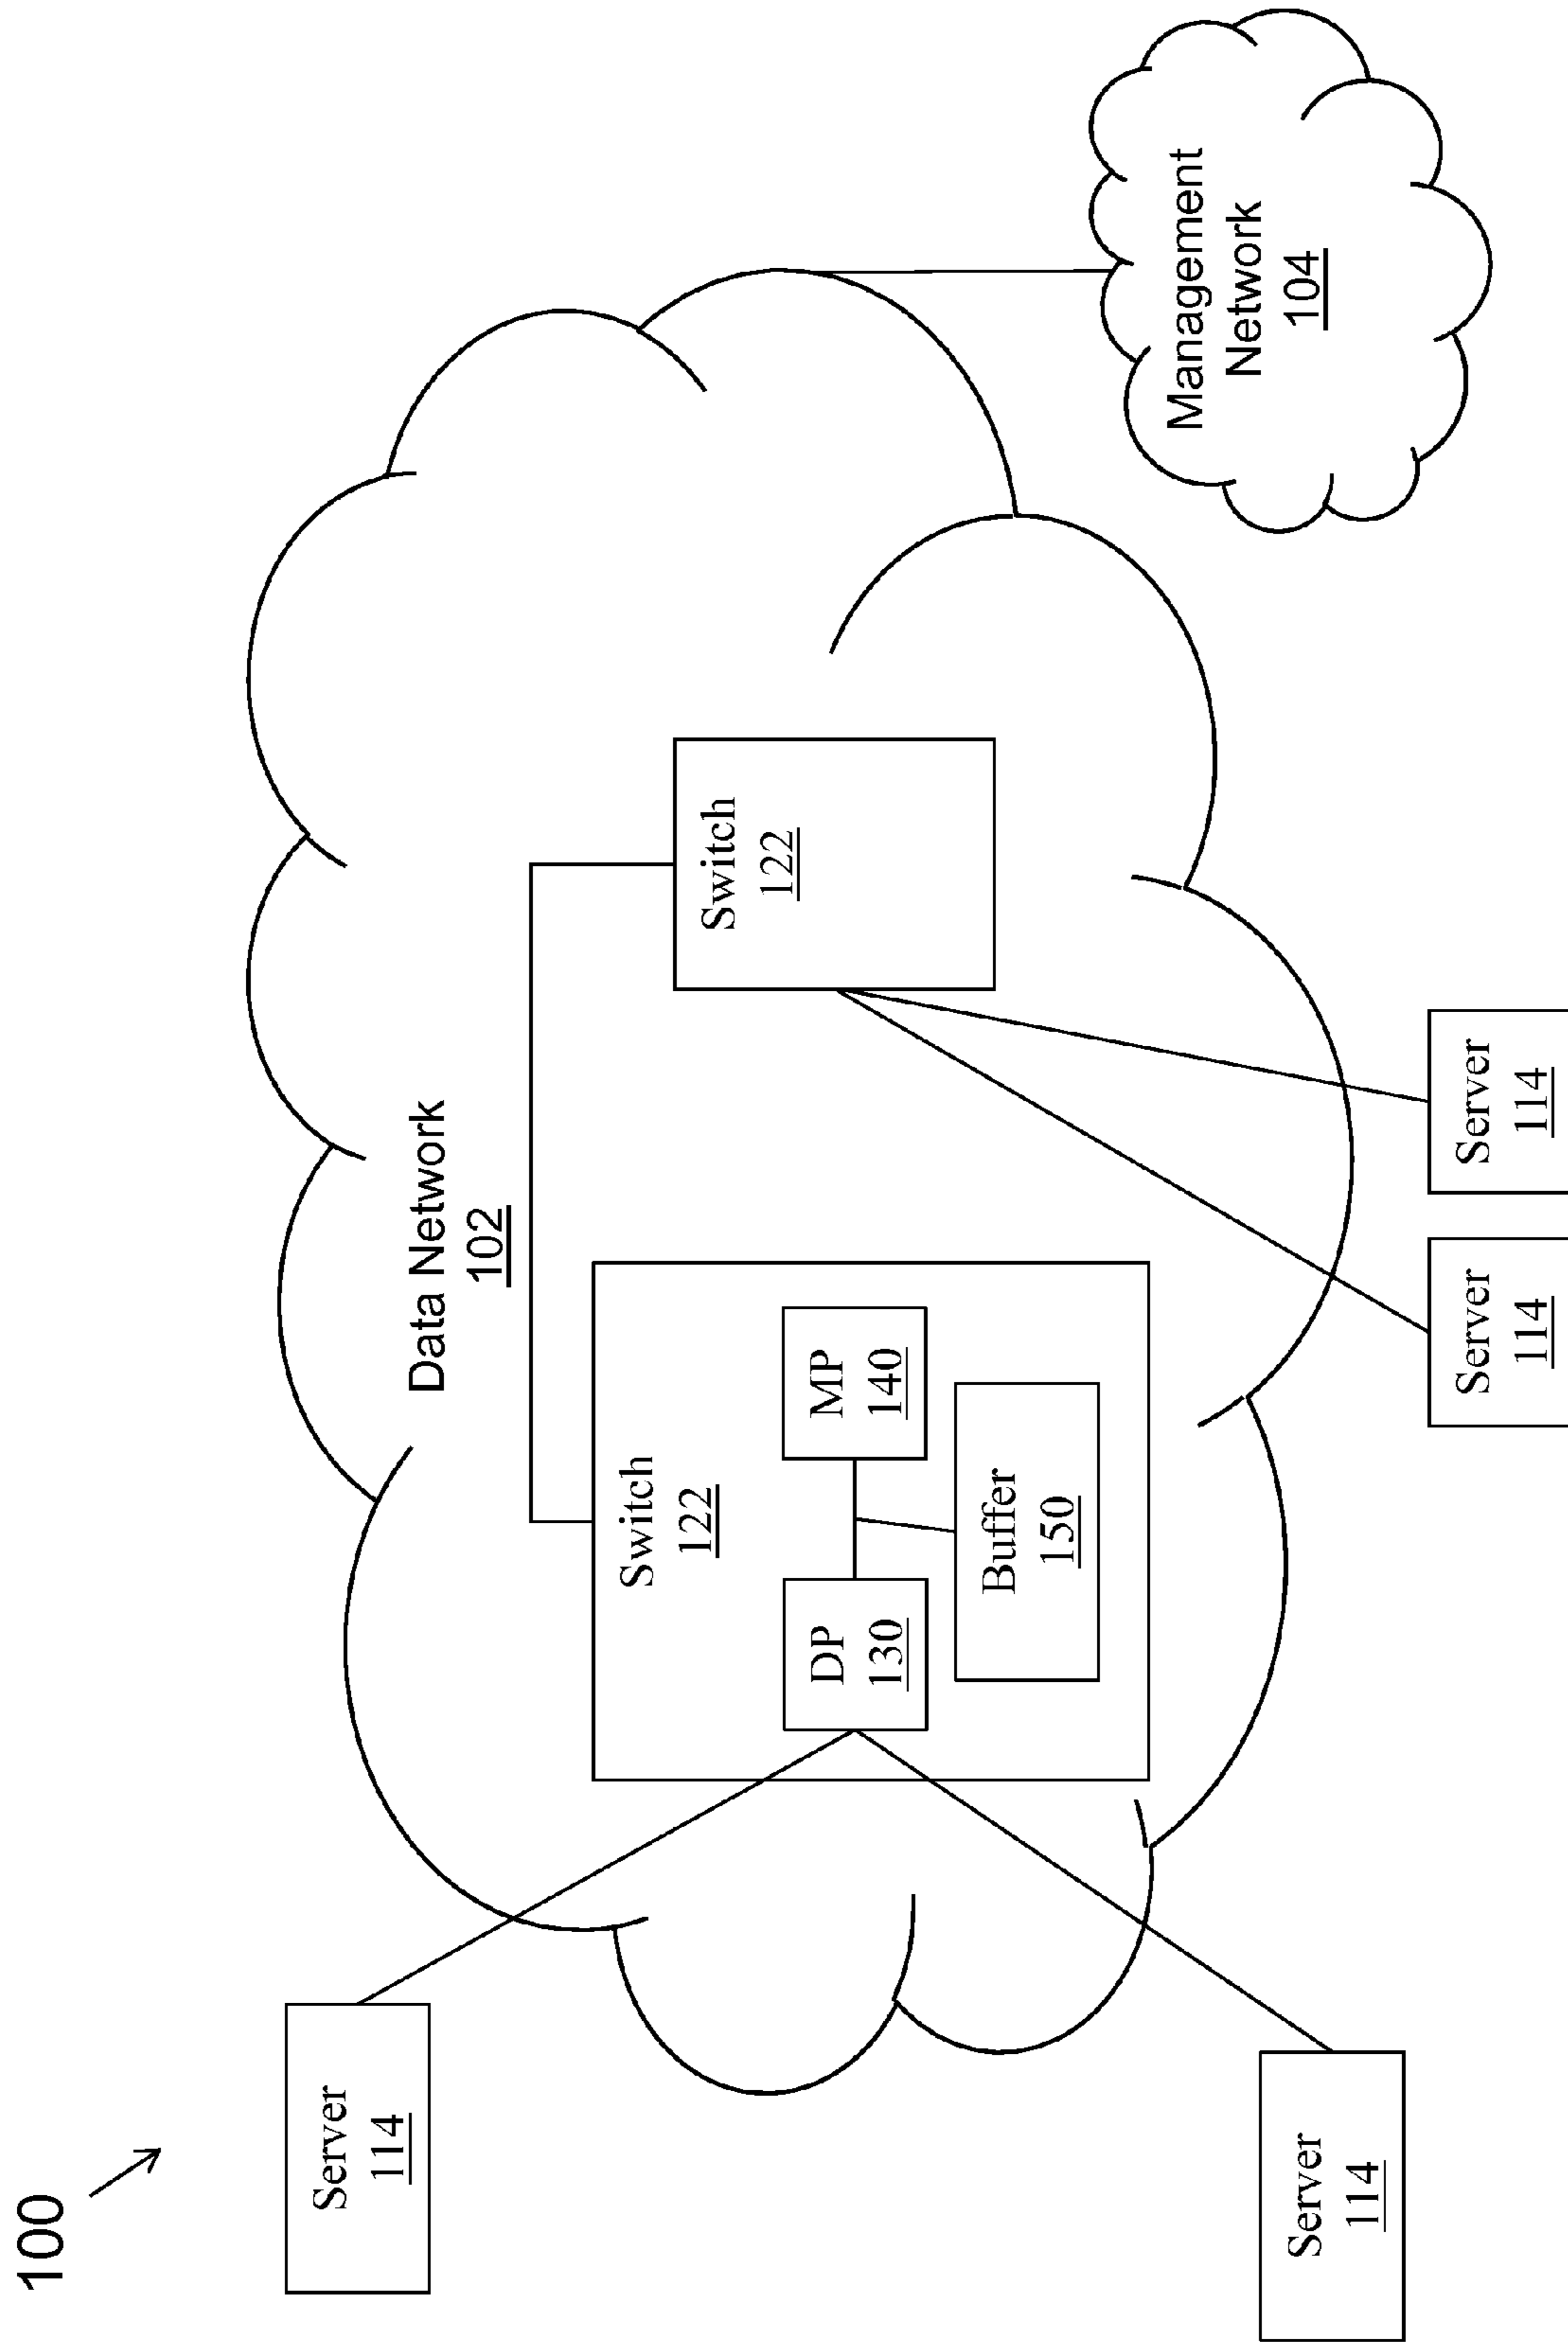 100
Data Network
102
Server
114
Switch
122
Switch
122
DP
130
MP
140
Buffer
150
Management
Network
104
Server
114
Server
114
Server
114